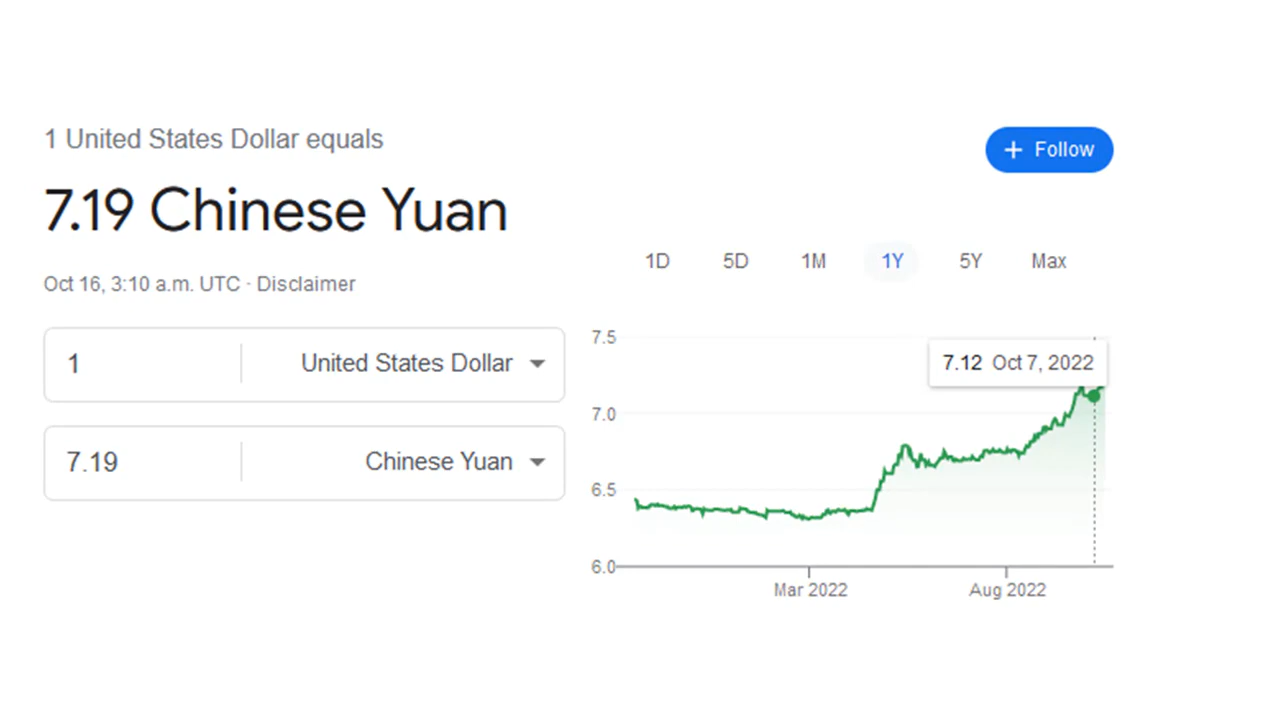 1 United States Dollar equals
7.19 Chinese Yuan
Oct 16, 3:10 a.m. UTC · Disclaimer
1 United States Dollar
7.19 Chinese Yuan
+ Follow
1D 5D 1M 1Y 5Y Max
7.5
7.12 Oct 7, 2022
7.0
6.5
6.0
Mar 2022 Aug 2022